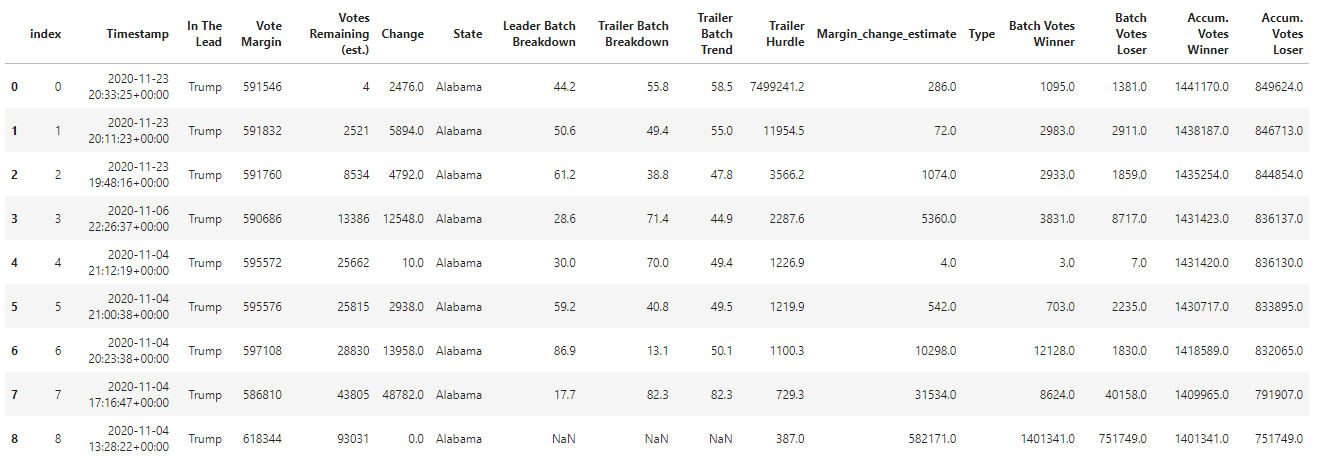 index Timestamp In The Lead Vote Margin Votes Remaining (est.) Change State Leader Batch Breakdown Trailer Batch Breakdown Trailer Batch Trend Trailer Hurdle Margin_change_estimate Type Batch Votes Winner Batch Votes Loser Accum. Votes Winner Accum. Votes Loser
0 0 2020-11-23 20:33:25+00:00 Trump 591546 4 2476.0 Alabama 44.2 55.8 58.5 7499241.2 286.0 1095.0 1381.0 1441170.0 849624.0
1 1 2020-11-23 20:11:23+00:00 Trump 591832 2521 5894.0 Alabama 50.6 49.4 55.0 11954.5 72.0 2983.0 2911.0 1438187.0 846713.0
2 2 2020-11-23 19:48:16+00:00 Trump 591760 8534 4792.0 Alabama 61.2 38.8 47.8 3566.2 1074.0 2933.0 1859.0 1435254.0 844854.0
3 3 2020-11-06 22:26:37+00:00 Trump 590686 13386 12548.0 Alabama 28.6 71.4 44.9 2287.6 5360.0 3831.0 8717.0 1431423.0 836137.0
4 4 2020-11-04 21:12:19+00:00 Trump 595572 25662 10.0 Alabama 30.0 70.0 49.4 1226.9 4.0 3.0 7.0 1431420.0 836130.0
5 5 2020-11-04 21:00:38+00:00 Trump 595576 25815 2938.0 Alabama 59.2 40.8 49.5 1219.9 542.0 703.0 2235.0 1430717.0 833895.0
6 6 2020-11-04 20:23:38+00:00 Trump 597108 28830 13958.0 Alabama 86.9 13.1 50.1 1100.3 10298.0 12128.0 1830.0 1418589.0 832065.0
7 7 2020-11-04 17:16:47+00:00 Trump 586810 43805 48782.0 Alabama 17.7 82.3 82.3 729.3 31534.0 8624.0 40158.0 1409965.0 791907.0
8 8 2020-11-04 13:28:22+00:00 Trump 618344 93031 0.0 Alabama NaN NaN NaN 387.0 582171.0 1401341.0 751749.0 1401341.0 751749.0